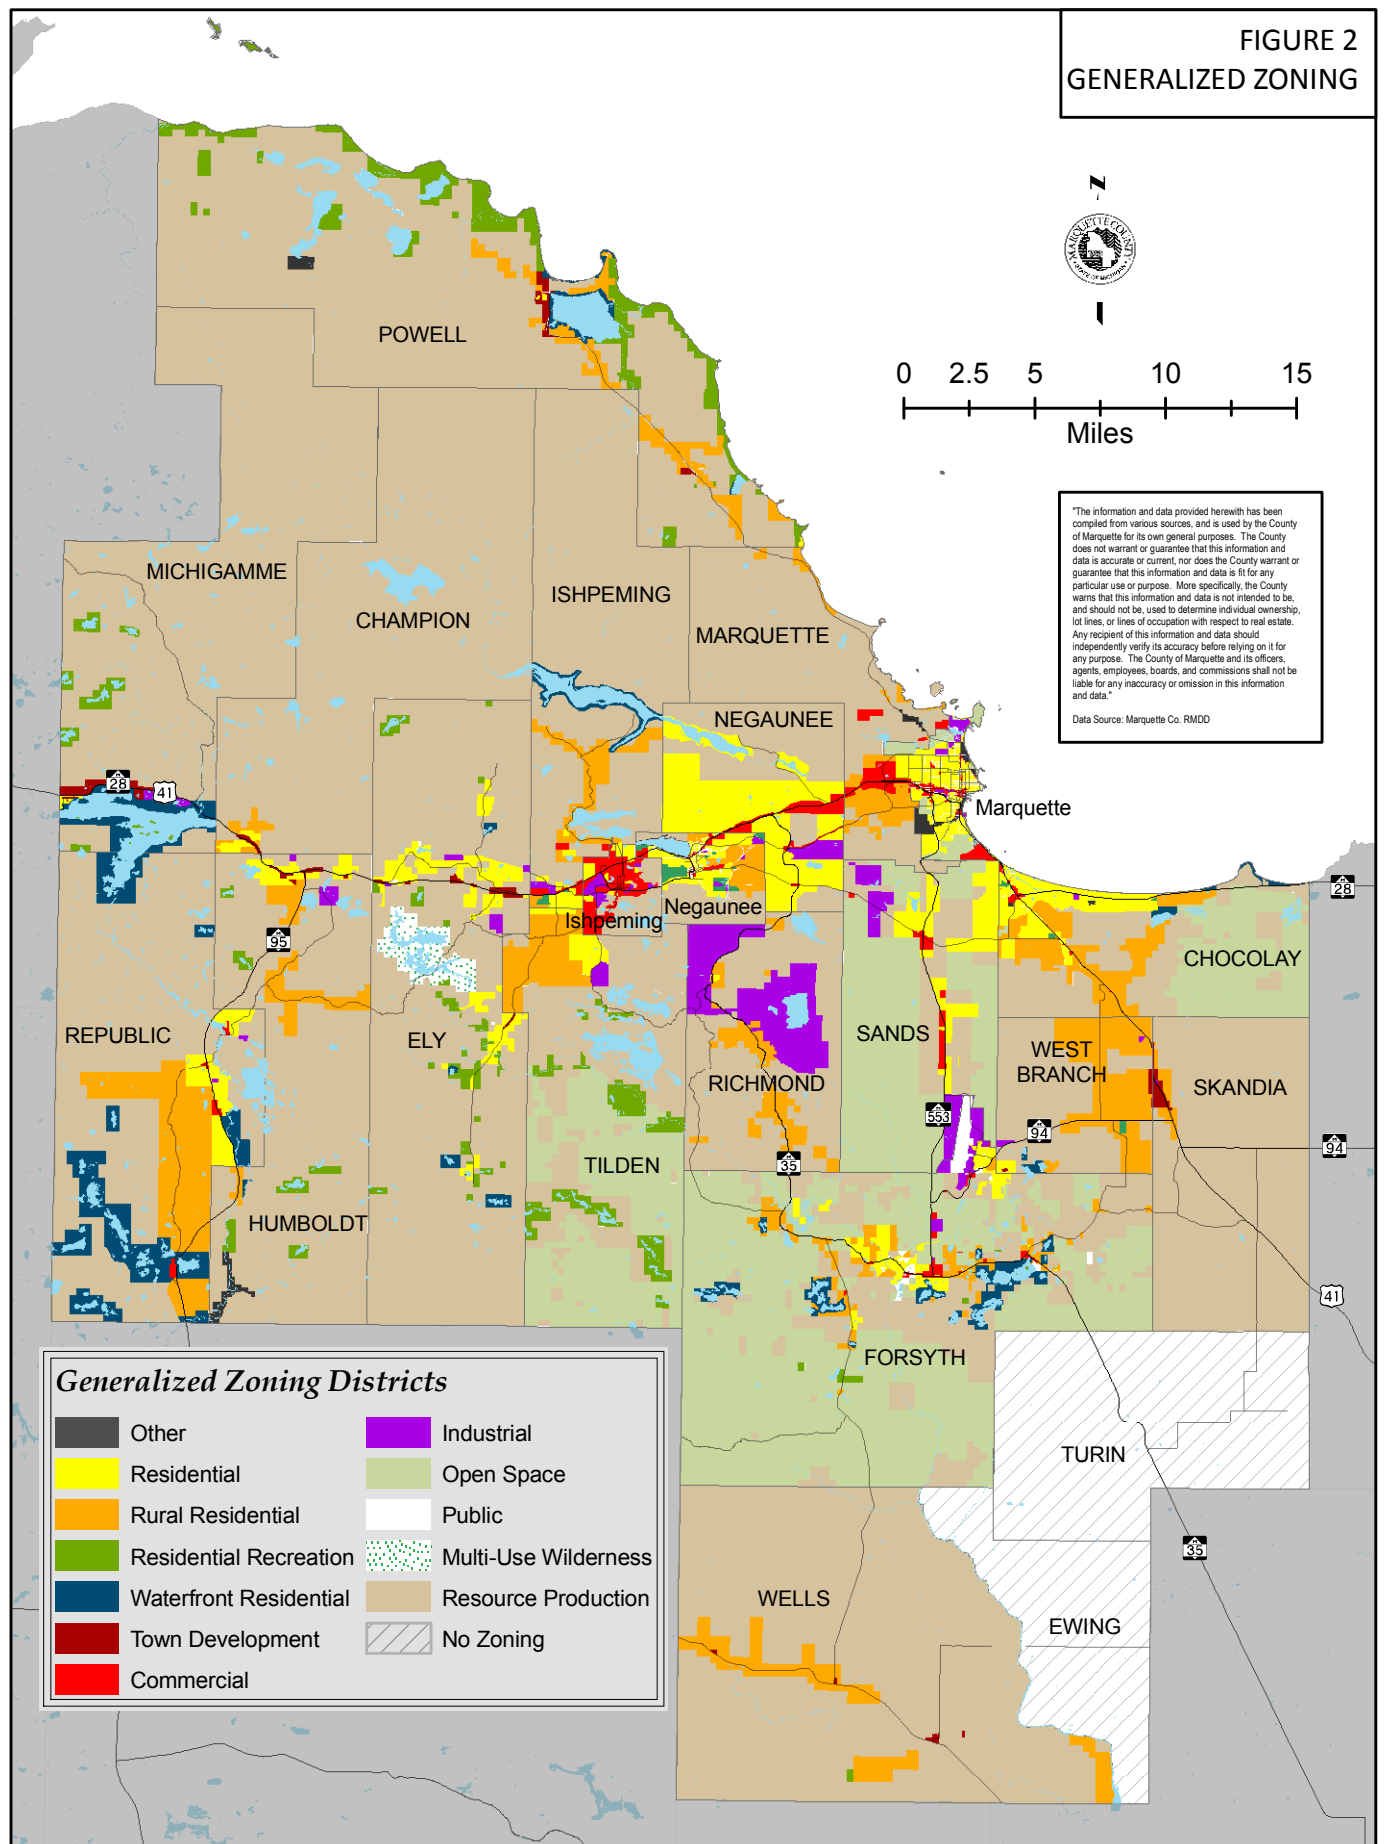 FIGURE 2
GENERALIZED ZONING
N
MARQUETTE COUNTY
STATE OF MICHIGAN
0 2.5 5 10 15
Miles
"The information and data provided herewith has been
compiled from various sources, and is used by the County
of Marquette for its own general purposes. The County
does not warrant or guarantee that this information and
data is accurate or current, nor does the County warrant or
guarantee that this information and data is fit for any
particular use or purpose. More specifically, the County
warns that this information and data is not intended to be,
and should not be, used to determine individual ownership,
lot lines, or lines of occupation with respect to real estate.
Any recipient of this information and data should
independently verify its accuracy before relying on it for
any purpose. The County of Marquette and its officers,
agents, employees, boards, and commissions shall not be
liable for any inaccuracy or omission in this information
and data."
Data Source: Marquette Co. RMDD
POWELL
MICHIGAMME
CHAMPION
ISHPEMING
MARQUETTE
NEGAUNEE
M
28
41
Marquette
Ishpeming
Negaunee
M
28
M
95
CHOCOLAY
REPUBLIC
ELY
SANDS
WEST
BRANCH
RICHMOND
SKANDIA
M
553
M
94
M
94
TILDEN
M
35
HUMBOLDT
41
FORSYTH
TURIN
M
35
WELLS
EWING
Generalized Zoning Districts
Other
Residential
Rural Residential
Residential Recreation
Waterfront Residential
Town Development
Commercial
Industrial
Open Space
Public
Multi-Use Wilderness
Resource Production
No Zoning